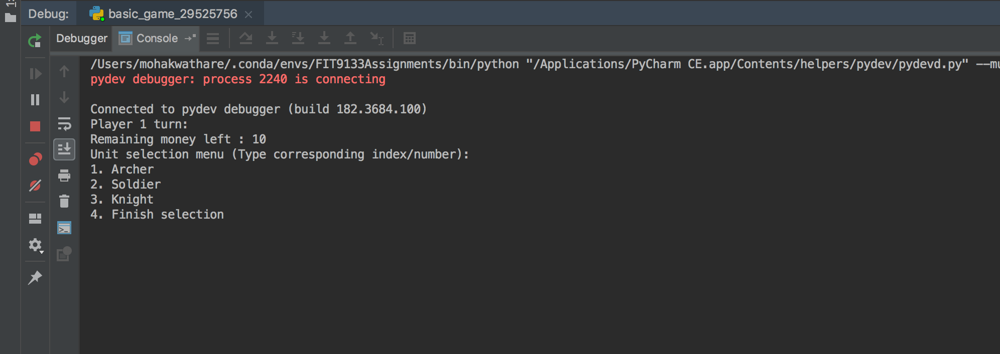 Debug: basic_game_29525756
Debugger Console
/Users/mohakwathare/.conda/envs/FIT9133Assignments/bin/python "/Applications/PyCharm CE.app/Contents/helpers/pydev/pydevd.py" --mu
pydev debugger: process 2240 is connecting
Connected to pydev debugger (build 182.3684.100)
Player 1 turn:
Remaining money left : 10
Unit selection menu (Type corresponding index/number):
1. Archer
2. Soldier
3. Knight
4. Finish selection